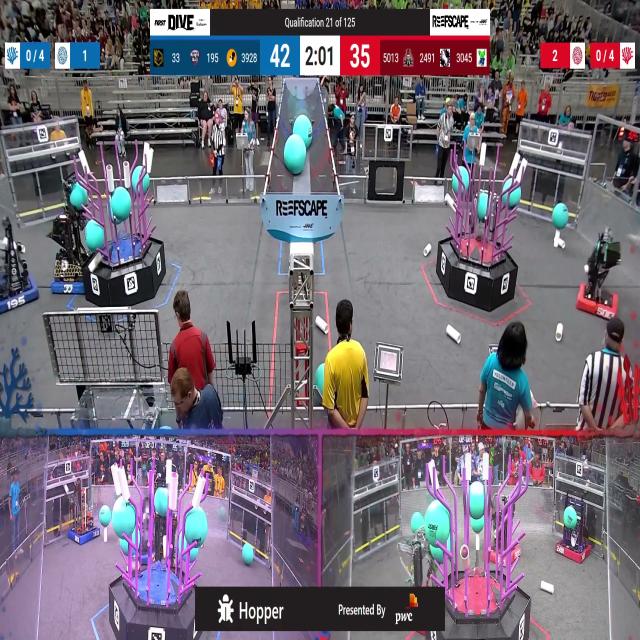 FIRST DIVE
Qualification 21 of 125
REEFSCAPE
0 / 4
1
33
195
3928
42
2:01
35
5013
2491
3045
2
0 / 4
REEFSCAPE
195
Hopper
Presented By
pwc